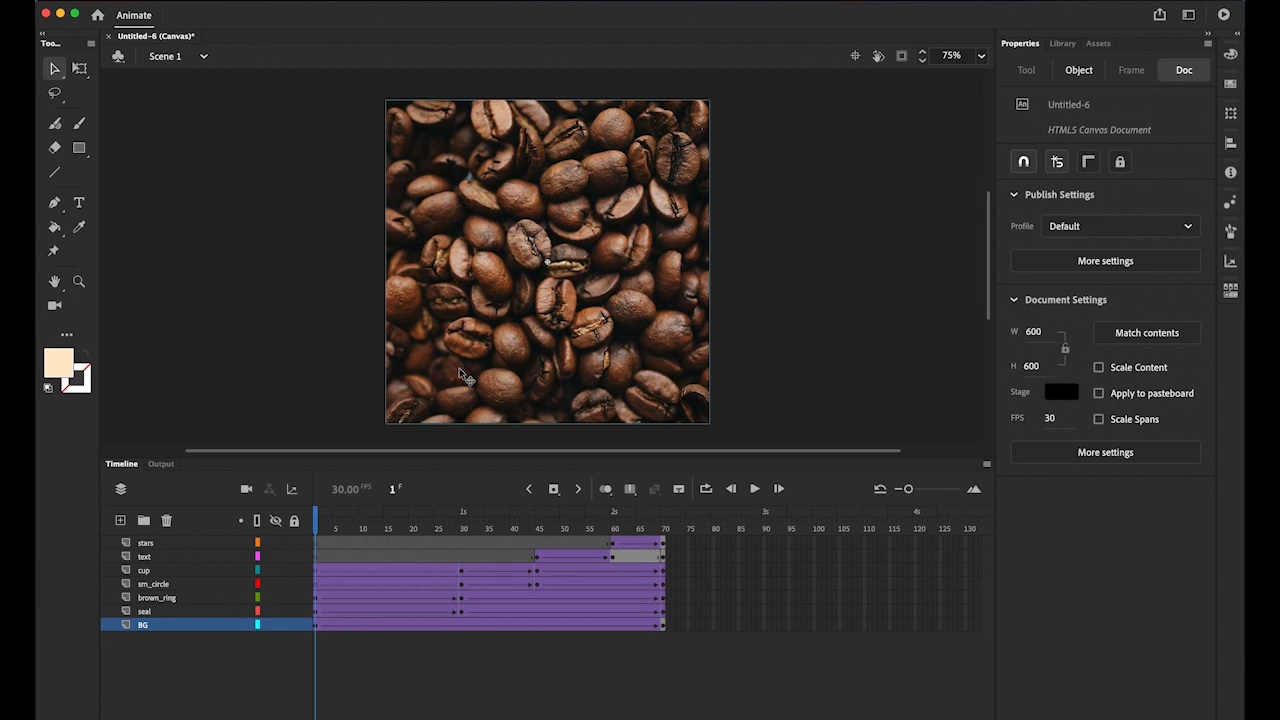 Animate
Untitled-6 (Canvas)*
Too...
Scene 1
75%
Properties Library Assets
Tool Object Frame Doc
An Untitled-6
HTML5 Canvas Document
Publish Settings
Profile Default
More settings
Document Settings
W 600 Match contents
H 600 Scale Content
Stage Apply to pasteboard
FPS 30 Scale Spans
More settings
Timeline Output
30.00 FPS 1 F
1s 2s 3s 4s
5 10 15 20 25 30 35 40 45 50 55 60 65 70 75 80 85 90 95 100 105 110 115 120 125 130
stars
text
cup
sm_circle
brown_ring
seal
BG